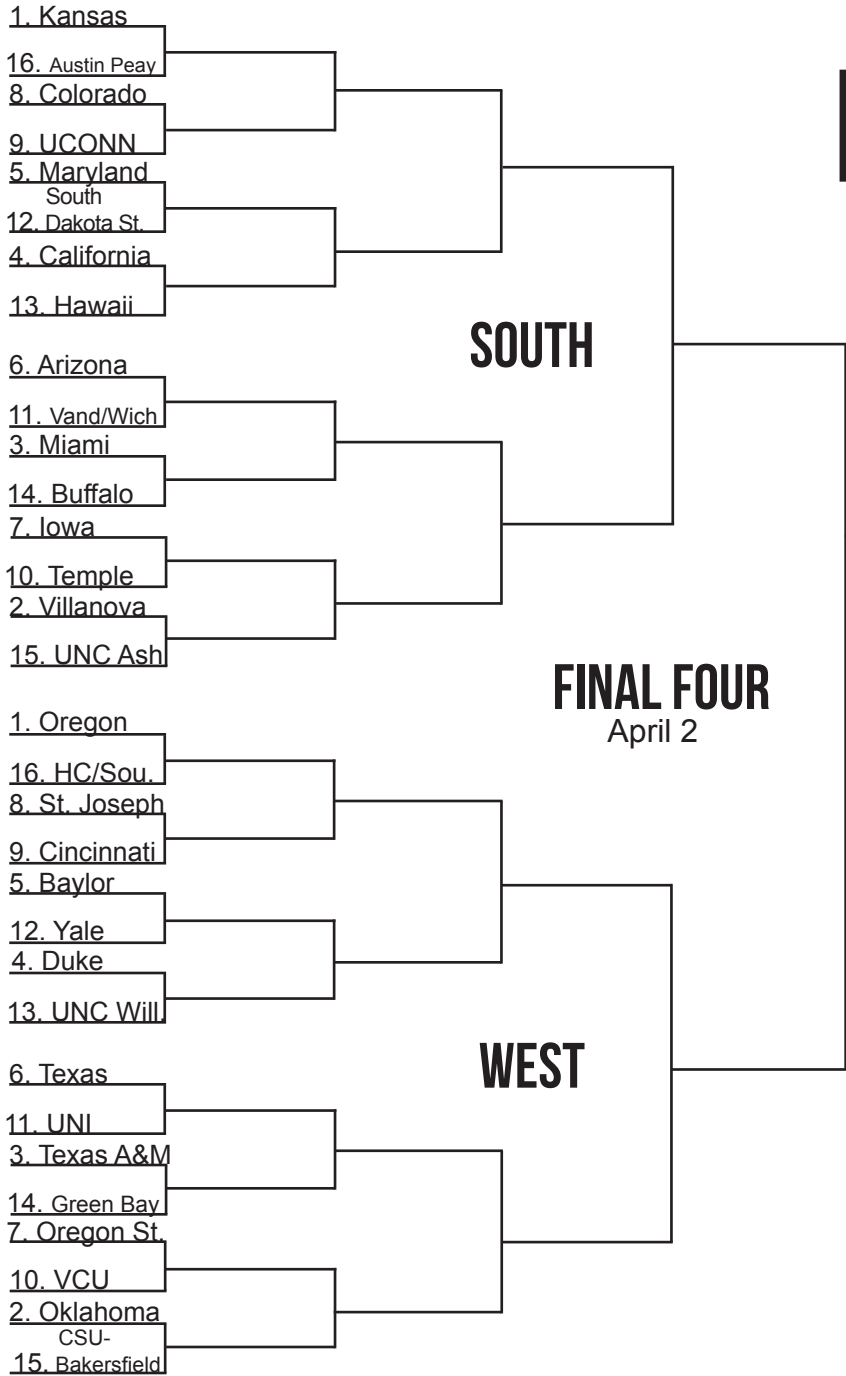 1. Kansas
16. Austin Peay
8. Colorado
9. UCONN
5. Maryland
South
12. Dakota St.
4. California
13. Hawaii
SOUTH
6. Arizona
11. Vand/Wich
3. Miami
14. Buffalo
7. Iowa
10. Temple
2. Villanova
15. UNC Ash
FINAL FOUR
April 2
1. Oregon
16. HC/Sou.
8. St. Joseph
9. Cincinnati
5. Baylor
12. Yale
4. Duke
13. UNC Will.
WEST
6. Texas
11. UNI
3. Texas A&M
14. Green Bay
7. Oregon St.
10. VCU
2. Oklahoma
CSU-
15. Bakersfield